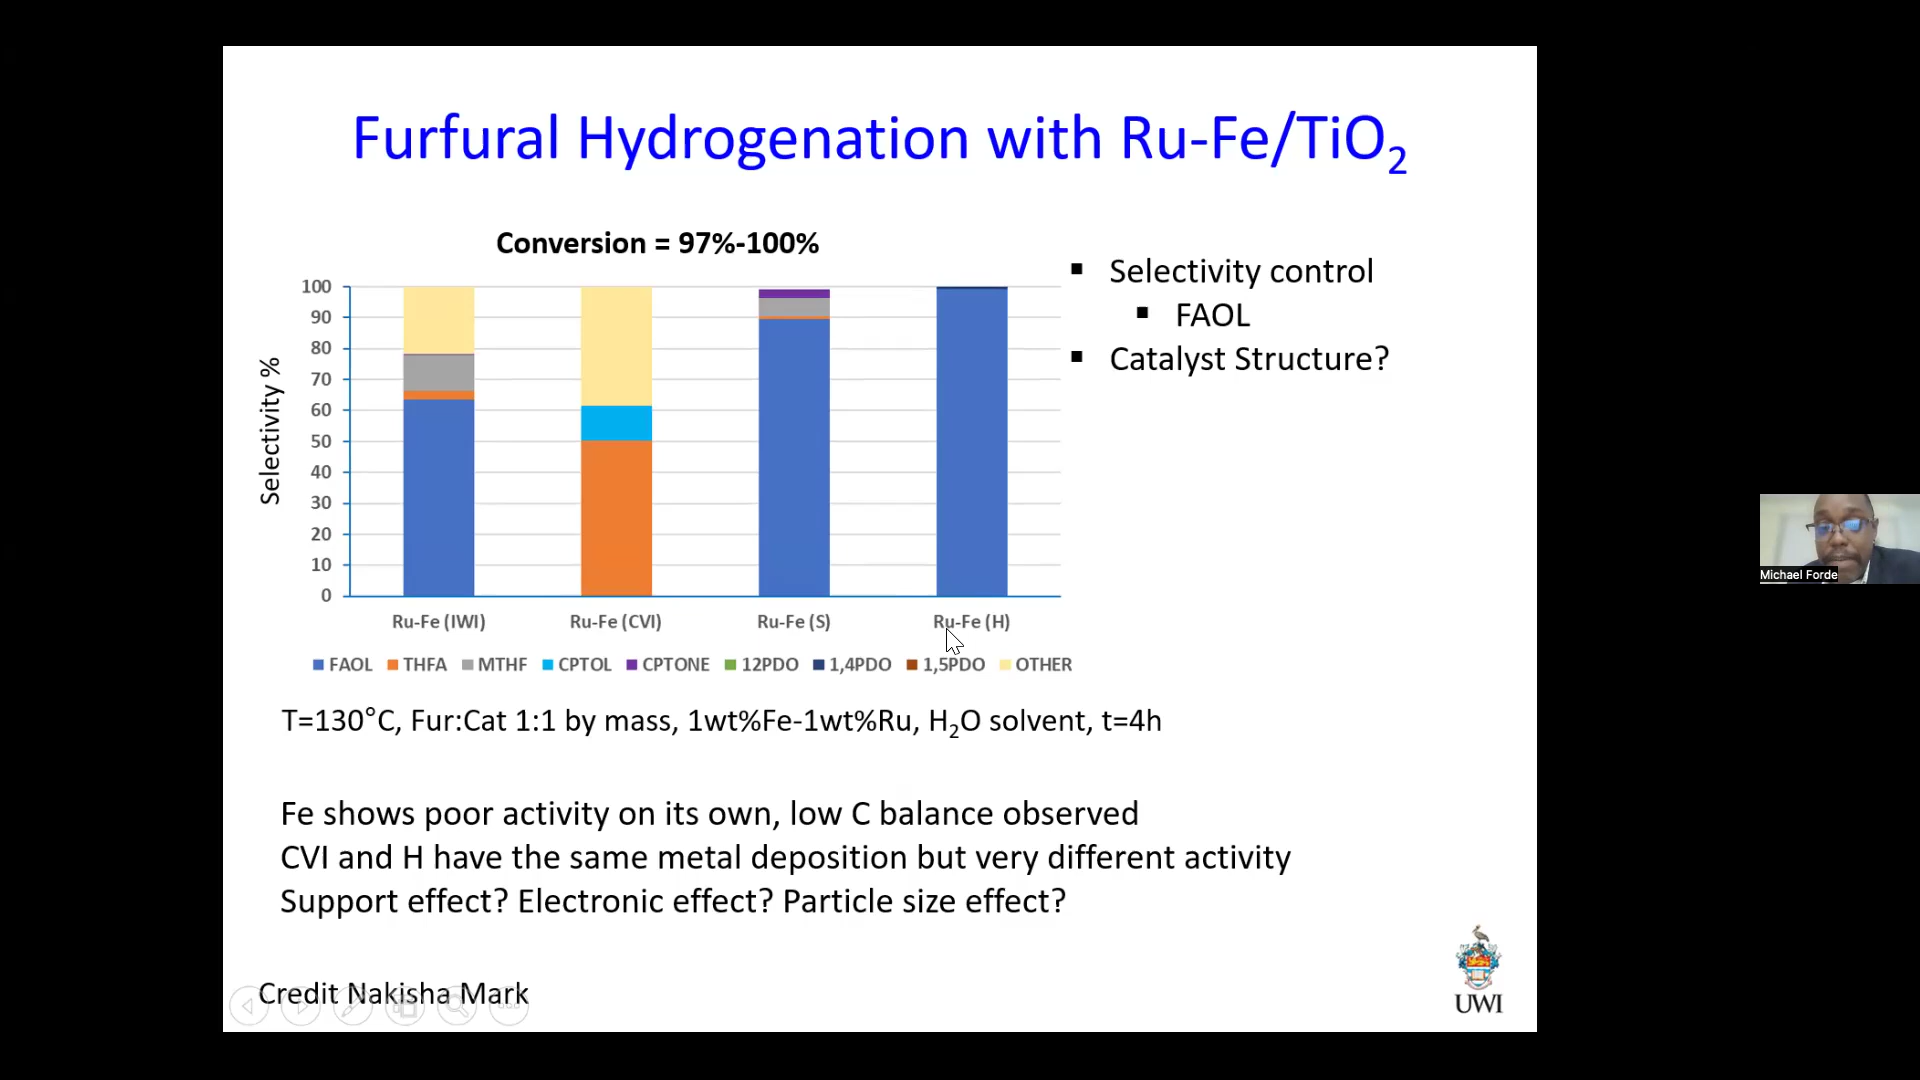 Furfural Hydrogenation with Ru-Fe/TiO₂
Conversion = 97%-100%
Selectivity %
100
90
80
70
60
50
40
30
20
10
0
Ru-Fe (IWI) Ru-Fe (CVI) Ru-Fe (S) Ru-Fe (H)
FAOL THFA MTHF CPTOL CPTONE 12PDO 1,4PDO 1,5PDO OTHER
▪ Selectivity control
▪ FAOL
▪ Catalyst Structure?
T=130°C, Fur:Cat 1:1 by mass, 1wt%Fe-1wt%Ru, H₂O solvent, t=4h
Fe shows poor activity on its own, low C balance observed
CVI and H have the same metal deposition but very different activity
Support effect? Electronic effect? Particle size effect?
Credit Nakisha Mark
UWI
Michael Forde